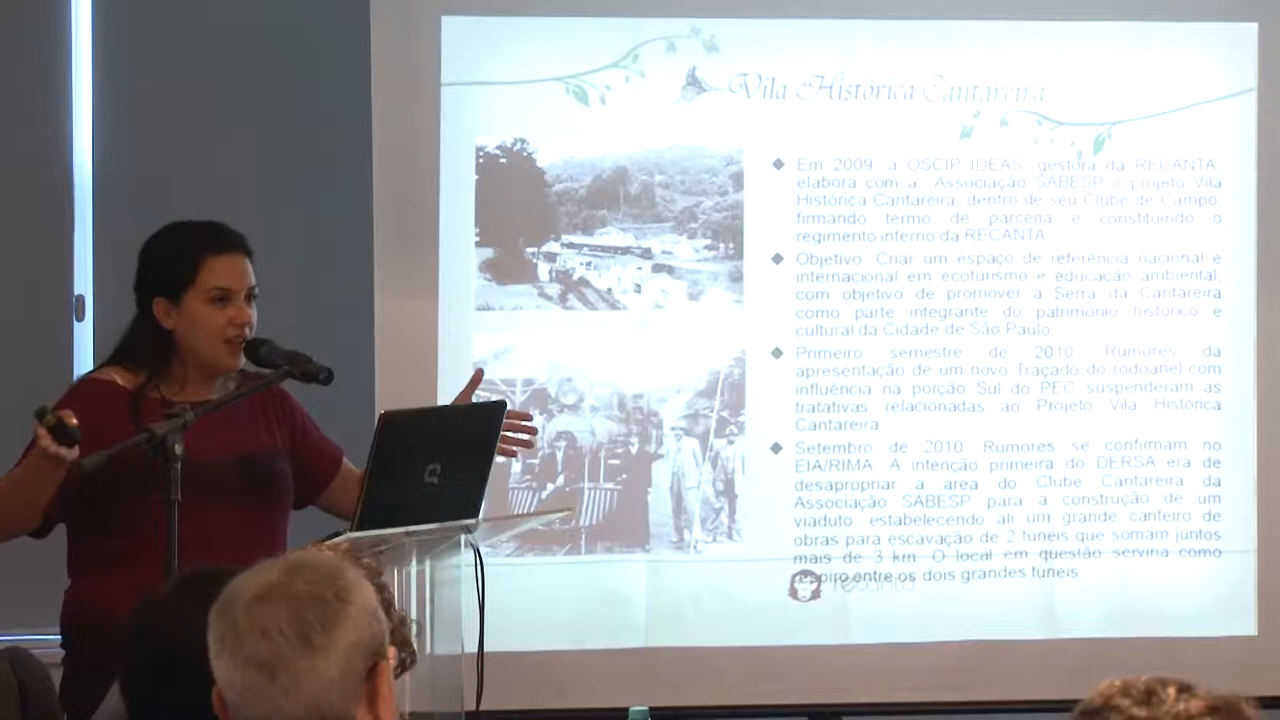 Vila Histórica Cantareira
Em 2009 a OSCIP IDEAS, gestora da RECANTA,
elabora com a Associação SABESP o projeto Vila
Histórica Cantareira, dentro de seu Clube de Campo,
firmando termo de parceria e constituindo o
regimento interno da RECANTA
Objetivo: Criar um espaço de referência nacional e
internacional em ecoturismo e educação ambiental,
com objetivo de promover a Serra da Cantareira
como parte integrante do patrimônio histórico e
cultural da Cidade de São Paulo
Primeiro semestre de 2010 Rumores da
apresentação de um novo Traçado do rodoanel com
influência na porção Sul do PEC suspenderam as
tratativas relacionadas ao Projeto Vila Histórica
Cantareira
Setembro de 2010 Rumores se confirmam no
EIA/RIMA. A intenção primeira do DERSA era de
desapropriar a área do Clube Cantareira da
Associação SABESP para a construção de um
viaduto, estabelecendo ali um grande canteiro de
obras para escavação de 2 túneis que somam juntos
mais de 3 km. O local em questão serviria como
respiro entre os dois grandes túneis
recanta